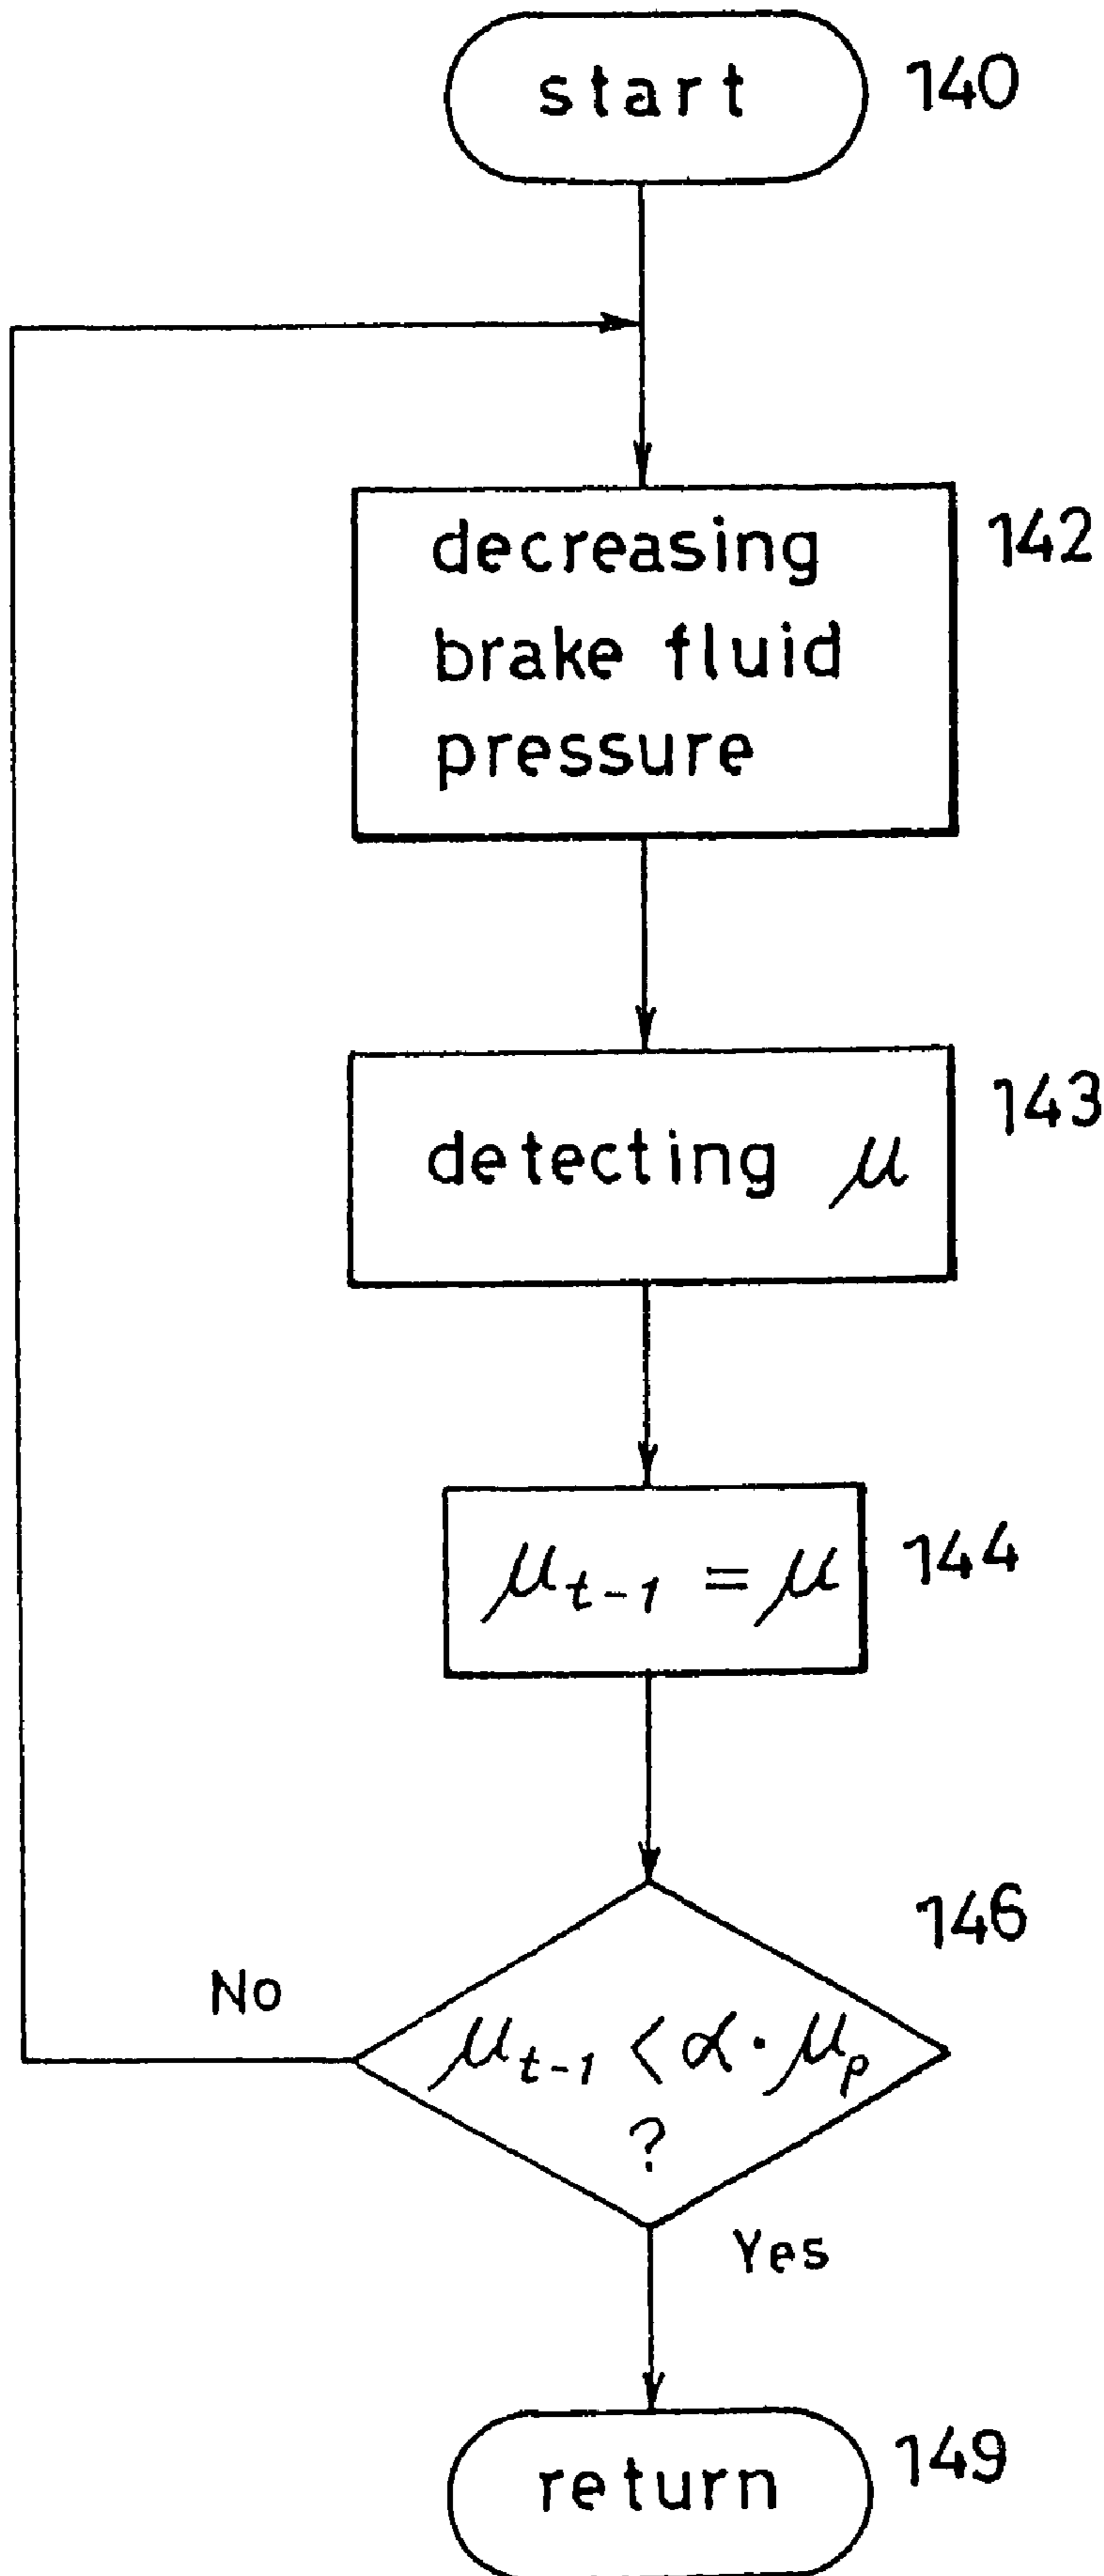 start 140
decreasing 142
brake fluid
pressure
detecting μ 143
μt-1 = μ 144
146
No
μt-1 < α·μp
?
Yes
return 149